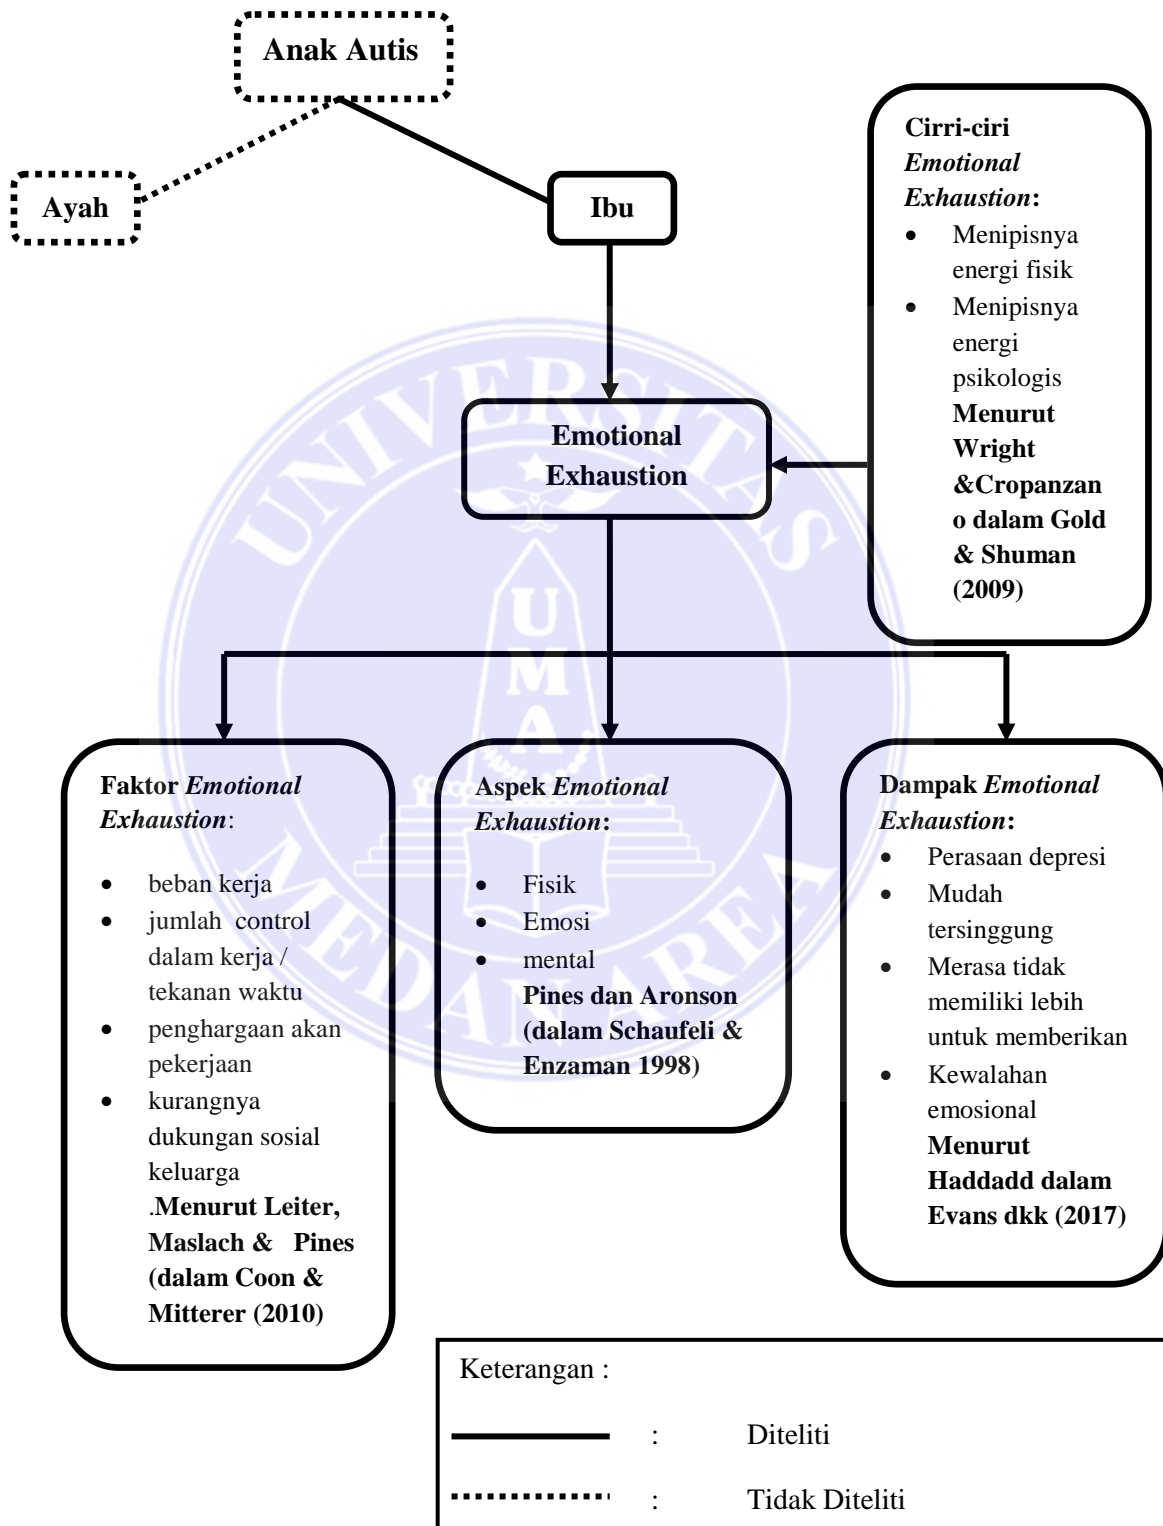 Anak Autis
Ayah
Ibu
Cirri-ciri
Emotional
Exhaustion:
• Menipisnya
energi fisik
• Menipisnya
energi
psikologis
Menurut
Wright
&Cropanzan
o dalam Gold
& Shuman
(2009)
Emotional
Exhaustion
UNIVERSITAS
UMA
MEDAN AREA
Faktor Emotional
Exhaustion:
• beban kerja
• jumlah control
dalam kerja /
tekanan waktu
• penghargaan akan
pekerjaan
• kurangnya
dukungan sosial
keluarga
.Menurut Leiter,
Maslach & Pines
(dalam Coon &
Mitterer (2010)
Aspek Emotional
Exhaustion:
• Fisik
• Emosi
• mental
Pines dan Aronson
(dalam Schaufeli &
Enzaman 1998)
Dampak Emotional
Exhaustion:
• Perasaan depresi
• Mudah
tersinggung
• Merasa tidak
memiliki lebih
untuk memberikan
• Kewalahan
emosional
Menurut
Haddadd dalam
Evans dkk (2017)
Keterangan :
: Diteliti
: Tidak Diteliti